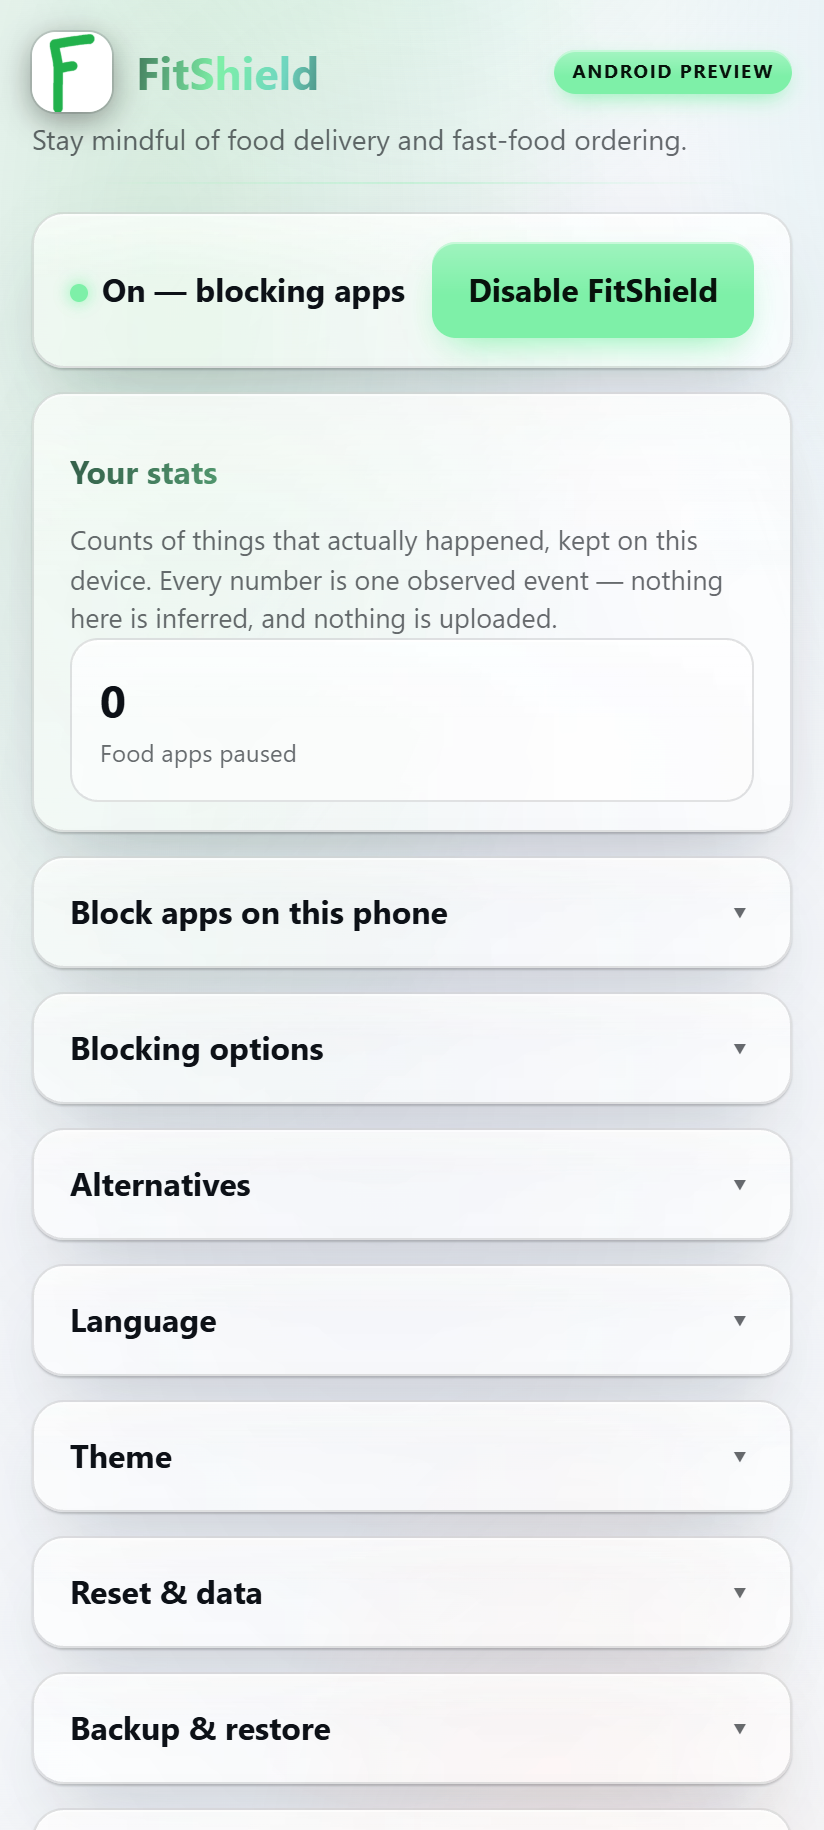 F
FitShield
ANDROID PREVIEW
Stay mindful of food delivery and fast-food ordering.
On — blocking apps
Disable FitShield
Your stats
Counts of things that actually happened, kept on this
device. Every number is one observed event — nothing
here is inferred, and nothing is uploaded.
0
Food apps paused
Block apps on this phone
Blocking options
Alternatives
Language
Theme
Reset & data
Backup & restore